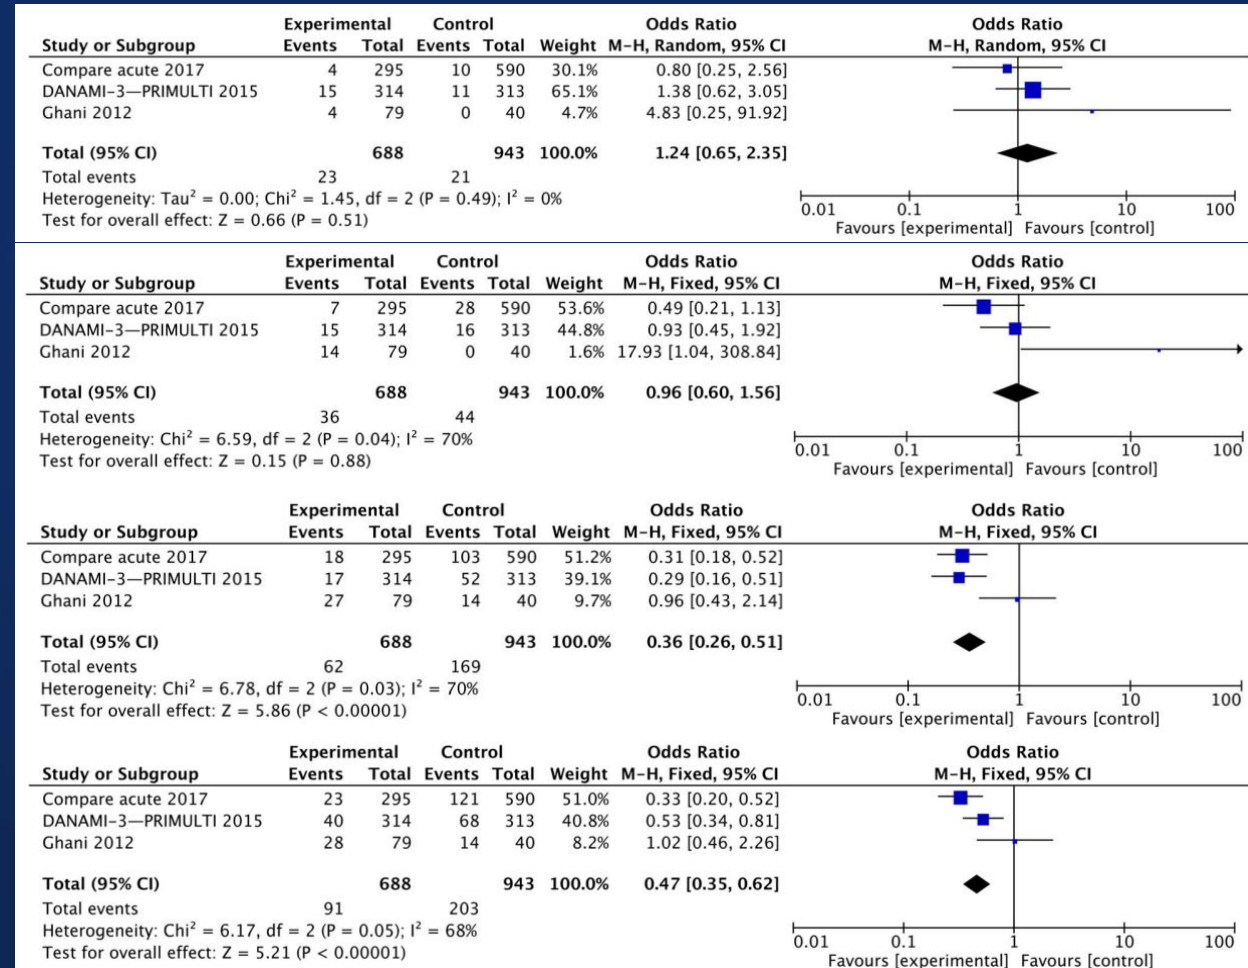 Experimental Control Odds Ratio Odds Ratio
Study or Subgroup Events Total Events Total Weight M-H, Random, 95% CI M-H, Random, 95% CI
Compare acute 2017 4 295 10 590 30.1% 0.80 [0.25, 2.56]
DANAMI-3—PRIMULTI 2015 15 314 11 313 65.1% 1.38 [0.62, 3.05]
Ghani 2012 4 79 0 40 4.7% 4.83 [0.25, 91.92]
Total (95% CI) 688 943 100.0% 1.24 [0.65, 2.35]
Total events 23 21
Heterogeneity: Tau² = 0.00; Chi² = 1.45, df = 2 (P = 0.49); I² = 0%
Test for overall effect: Z = 0.66 (P = 0.51)
0.01 0.1 1 10 100
Favours [experimental] Favours [control]
Experimental Control Odds Ratio Odds Ratio
Study or Subgroup Events Total Events Total Weight M-H, Fixed, 95% CI M-H, Fixed, 95% CI
Compare acute 2017 7 295 28 590 53.6% 0.49 [0.21, 1.13]
DANAMI-3—PRIMULTI 2015 15 314 16 313 44.8% 0.93 [0.45, 1.92]
Ghani 2012 14 79 0 40 1.6% 17.93 [1.04, 308.84]
Total (95% CI) 688 943 100.0% 0.96 [0.60, 1.56]
Total events 36 44
Heterogeneity: Chi² = 6.59, df = 2 (P = 0.04); I² = 70%
Test for overall effect: Z = 0.15 (P = 0.88)
0.01 0.1 1 10 100
Favours [experimental] Favours [control]
Experimental Control Odds Ratio Odds Ratio
Study or Subgroup Events Total Events Total Weight M-H, Fixed, 95% CI M-H, Fixed, 95% CI
Compare acute 2017 18 295 103 590 51.2% 0.31 [0.18, 0.52]
DANAMI-3—PRIMULTI 2015 17 314 52 313 39.1% 0.29 [0.16, 0.51]
Ghani 2012 27 79 14 40 9.7% 0.96 [0.43, 2.14]
Total (95% CI) 688 943 100.0% 0.36 [0.26, 0.51]
Total events 62 169
Heterogeneity: Chi² = 6.78, df = 2 (P = 0.03); I² = 70%
Test for overall effect: Z = 5.86 (P < 0.00001)
0.01 0.1 1 10 100
Favours [experimental] Favours [control]
Experimental Control Odds Ratio Odds Ratio
Study or Subgroup Events Total Events Total Weight M-H, Fixed, 95% CI M-H, Fixed, 95% CI
Compare acute 2017 23 295 121 590 51.0% 0.33 [0.20, 0.52]
DANAMI-3—PRIMULTI 2015 40 314 68 313 40.8% 0.53 [0.34, 0.81]
Ghani 2012 28 79 14 40 8.2% 1.02 [0.46, 2.26]
Total (95% CI) 688 943 100.0% 0.47 [0.35, 0.62]
Total events 91 203
Heterogeneity: Chi² = 6.17, df = 2 (P = 0.05); I² = 68%
Test for overall effect: Z = 5.21 (P < 0.00001)
0.01 0.1 1 10 100
Favours [experimental] Favours [control]